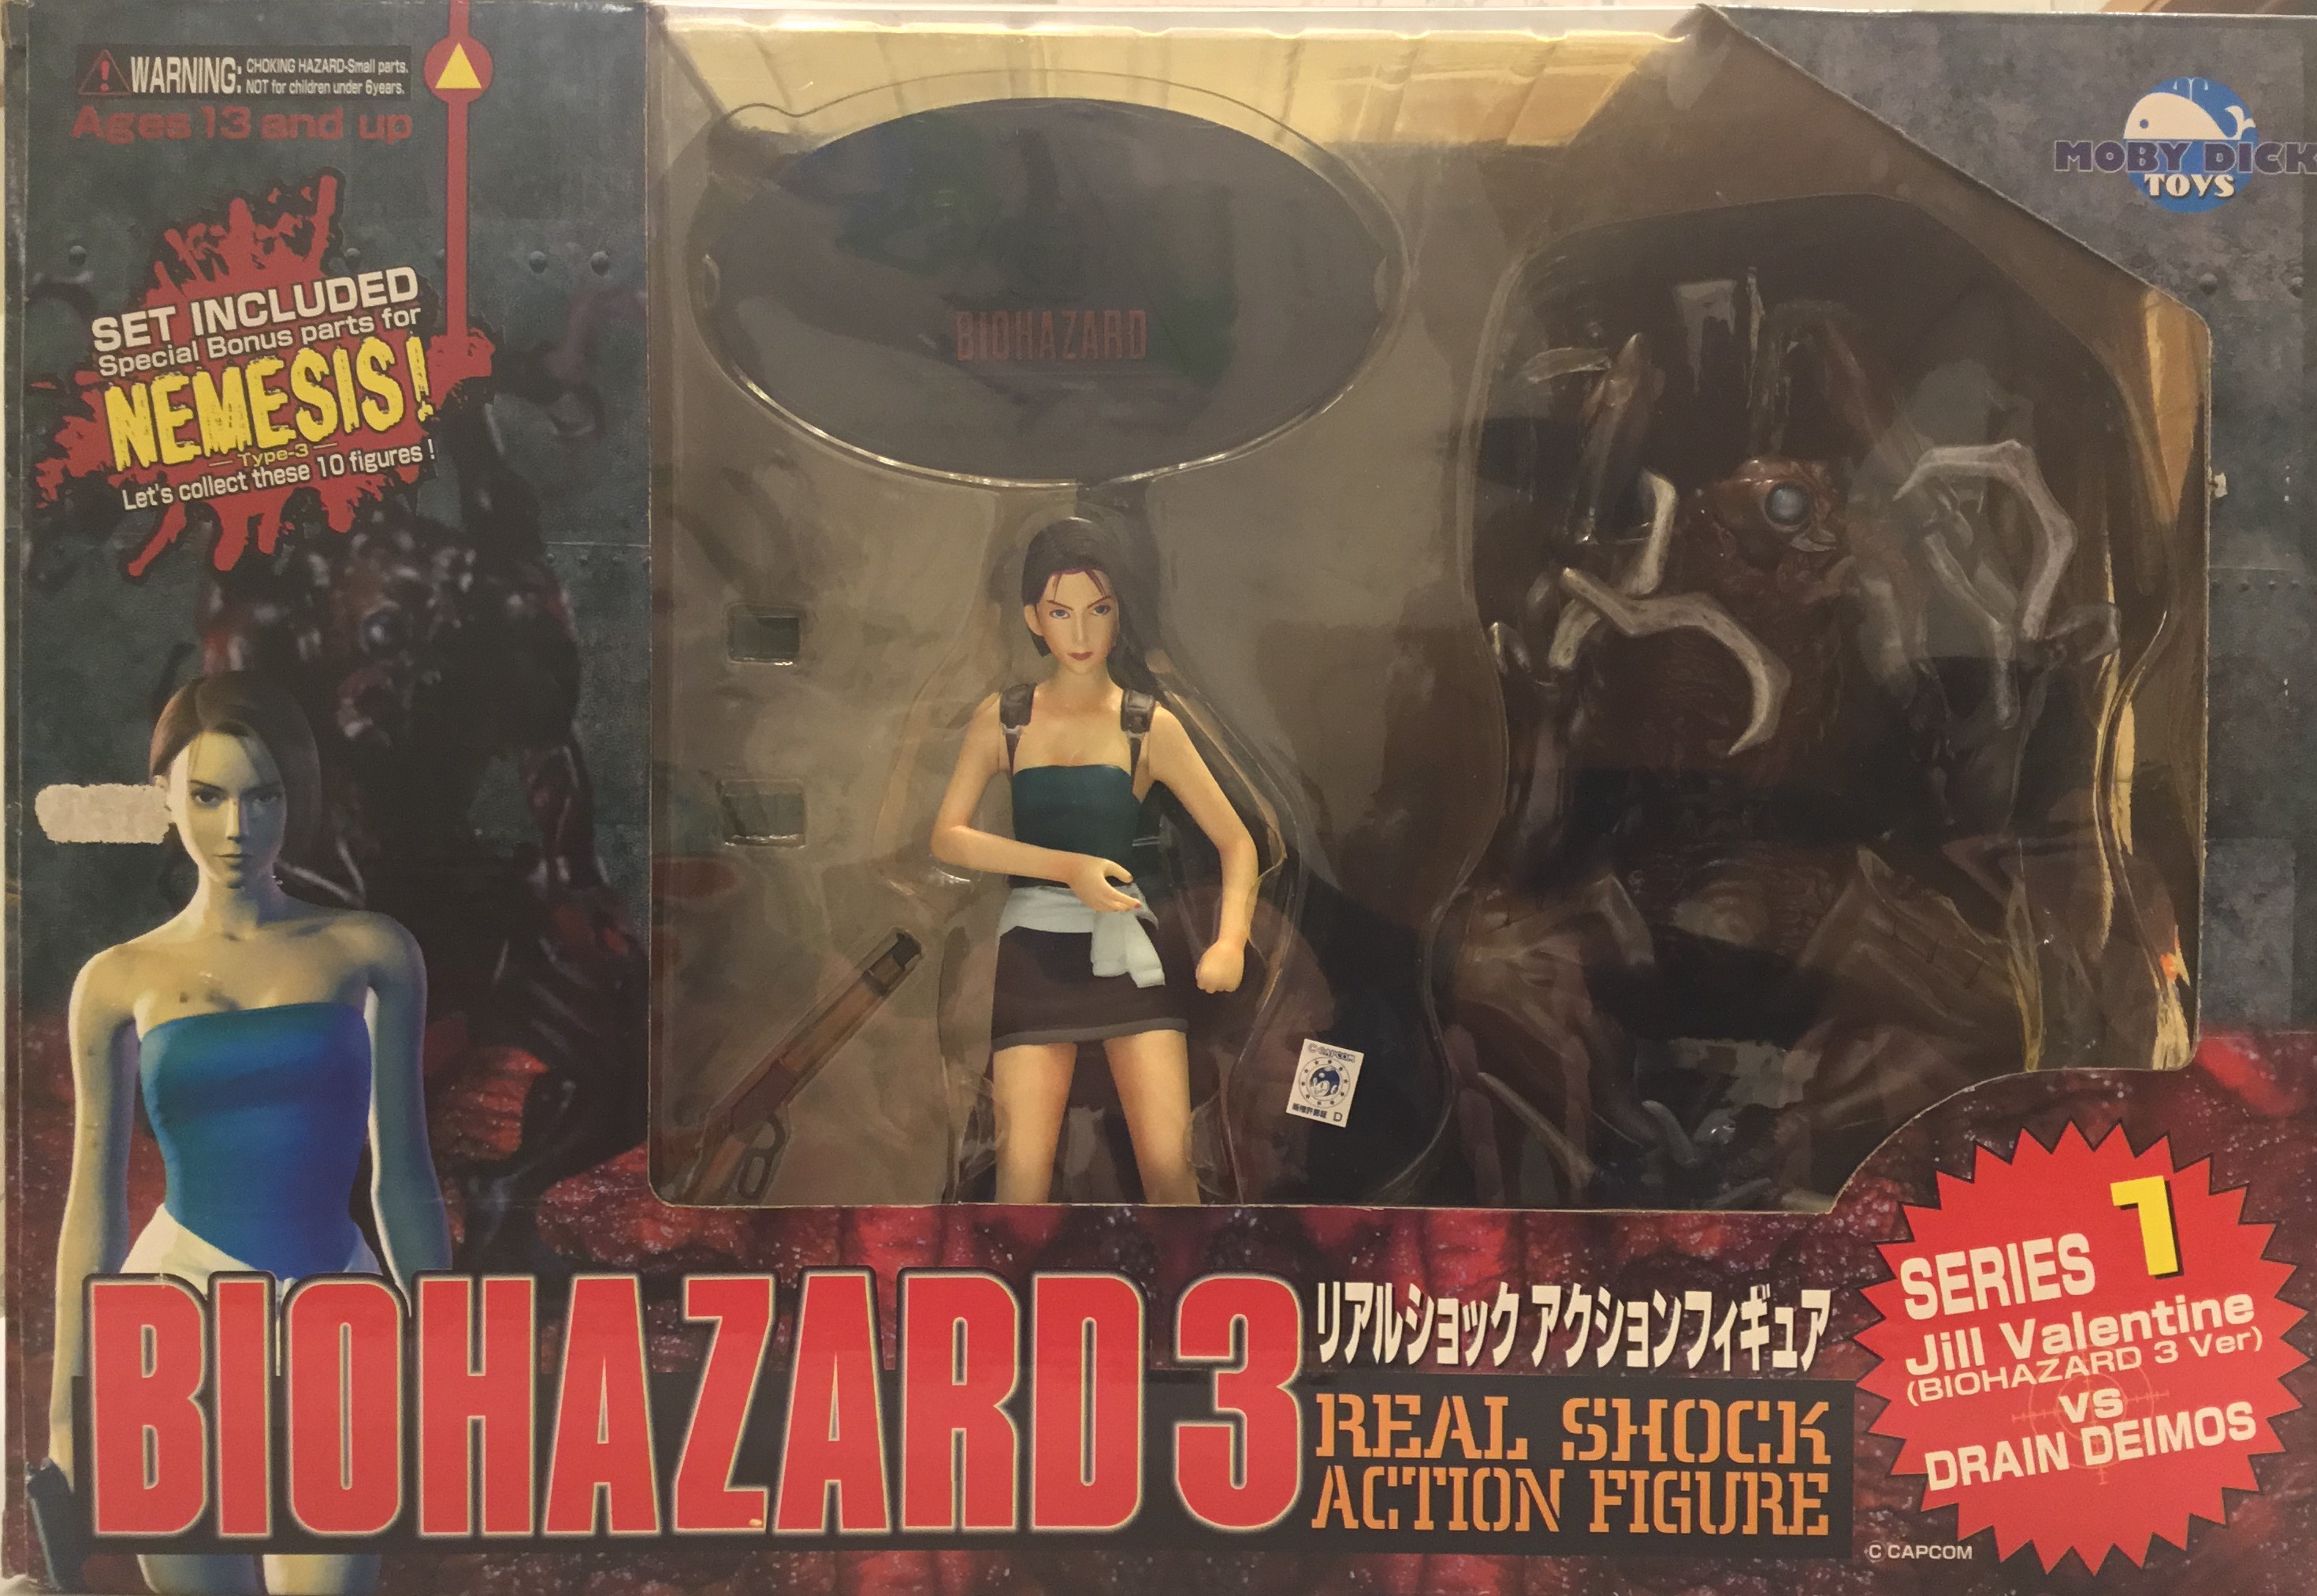 WARNING: CHOKING HAZARD-Small parts.
NOT for children under 6years.
Ages 13 and up
SET INCLUDED
Special Bonus parts for
NEMESIS!
Type-3
Let's collect these 10 figures!
MOBY DICK
TOYS
BIOHAZARD
© CAPCOM
D
BIOHAZARD 3
リアルショック アクションフィギュア
REAL SHOCK
ACTION FIGURE
SERIES 1
Jill Valentine
(BIOHAZARD 3 Ver)
vs
DRAIN DEIMOS
© CAPCOM